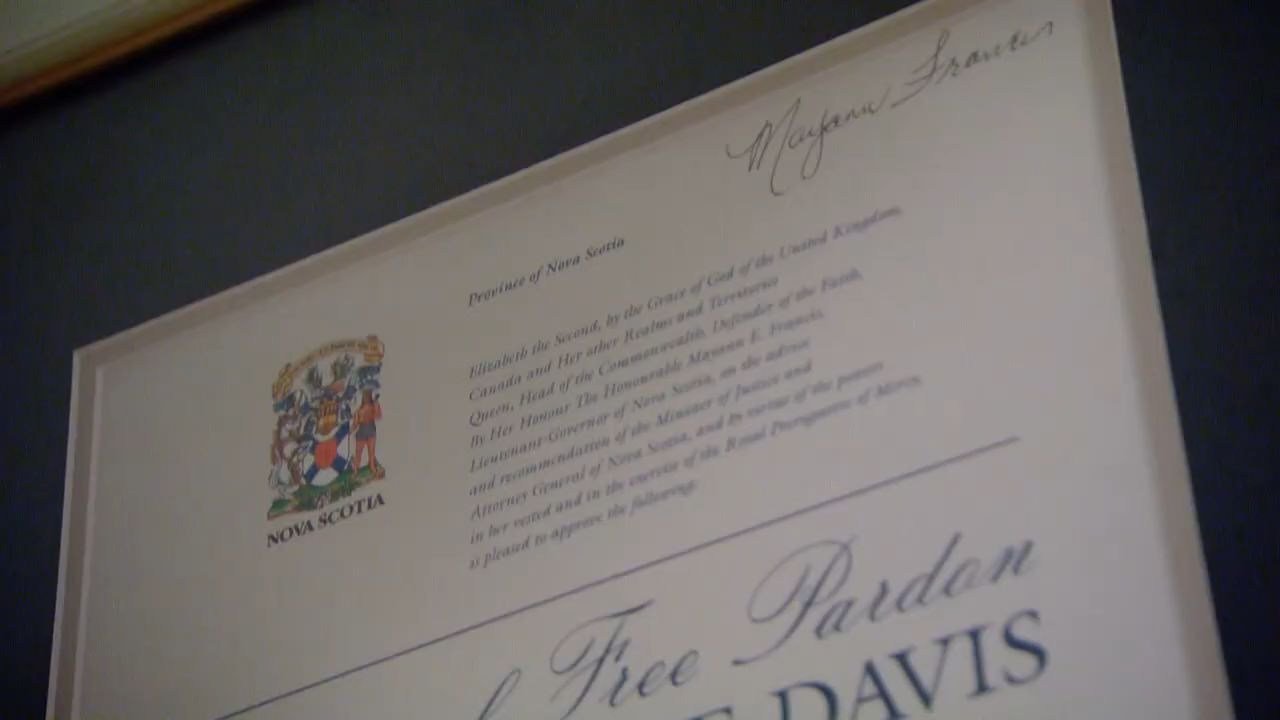 Mayann Francis
Province of Nova Scotia
Elizabeth the Second, by the Grace of God of the United Kingdom,
Canada and Her other Realms and Territories
Queen, Head of the Commonwealth, Defender of the Faith,
By Her Honour The Honourable Mayann E. Francis,
Lieutenant-Governor of Nova Scotia, on the advice
and recommendation of the Minister of Justice and
Attorney General of Nova Scotia, and by virtue of the powers
in her vested and in the exercise of the Royal Prerogative of Mercy,
is pleased to approve the following:
NOVA SCOTIA
Free Pardon
DAVIS